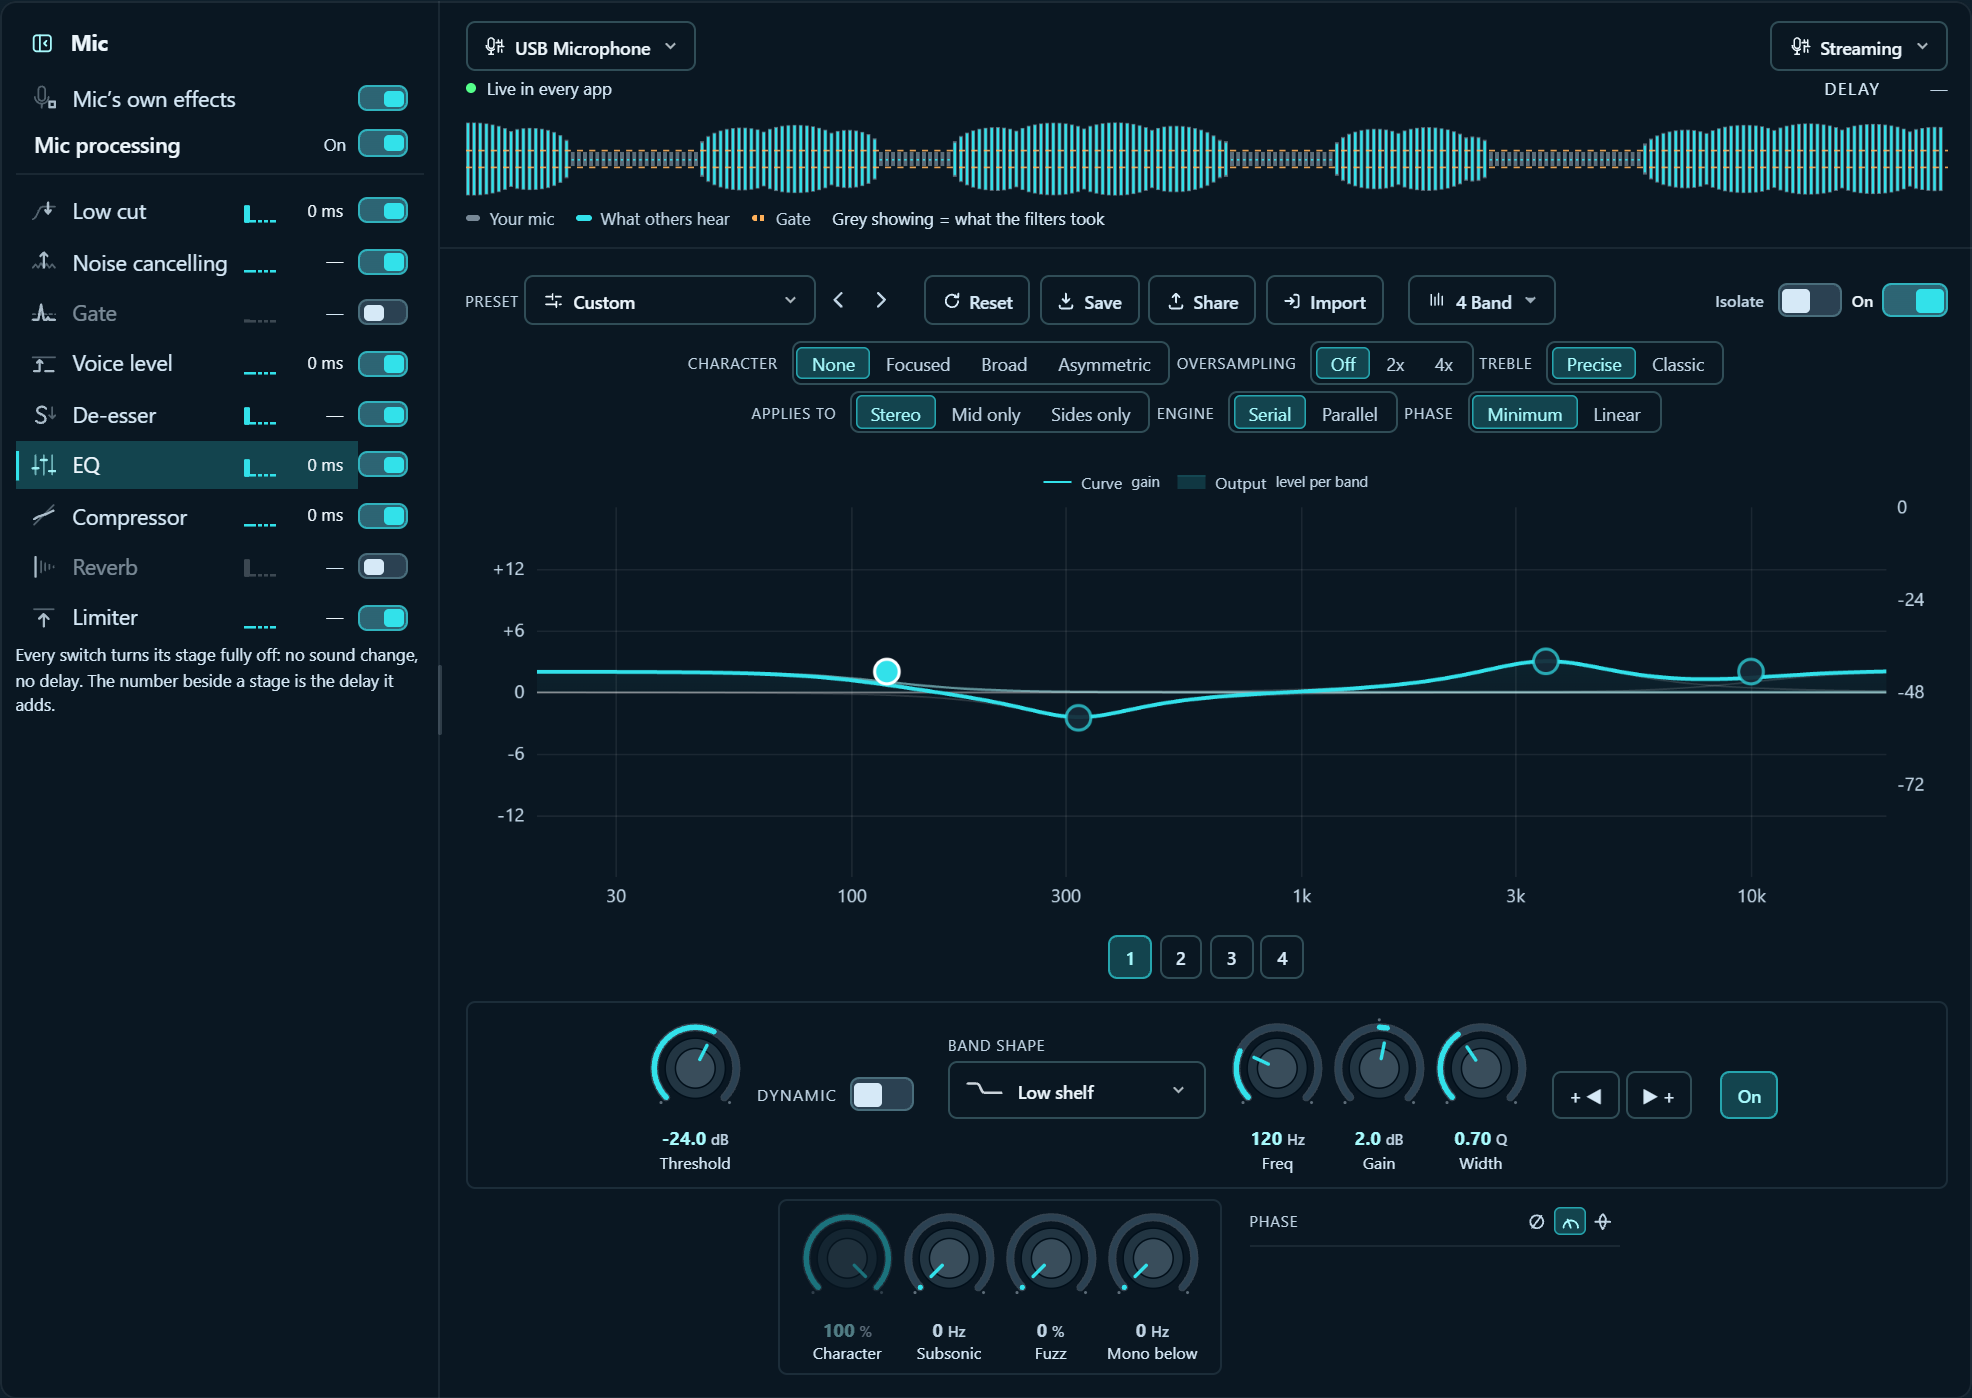 Mic
Mic's own effects
Mic processing On
Low cut 0 ms
Noise cancelling —
Gate —
Voice level 0 ms
De-esser —
EQ 0 ms
Compressor 0 ms
Reverb —
Limiter —
Every switch turns its stage fully off: no sound change,
no delay. The number beside a stage is the delay it
adds.
USB Microphone
Streaming
Live in every app
DELAY —
Your mic What others hear Gate Grey showing = what the filters took
PRESET Custom Reset Save Share Import 4 Band Isolate On
CHARACTER None Focused Broad Asymmetric OVERSAMPLING Off 2x 4x TREBLE Precise Classic
APPLIES TO Stereo Mid only Sides only ENGINE Serial Parallel PHASE Minimum Linear
Curve gain Output level per band
0
+12
-24
+6
0 -48
-6
-72
-12
30 100 300 1k 3k 10k
1 2 3 4
BAND SHAPE
DYNAMIC Low shelf + ◀ ▶ + On
-24.0 dB 120 Hz 2.0 dB 0.70 Q
Threshold Freq Gain Width
PHASE
100 % 0 Hz 0 % 0 Hz
Character Subsonic Fuzz Mono below